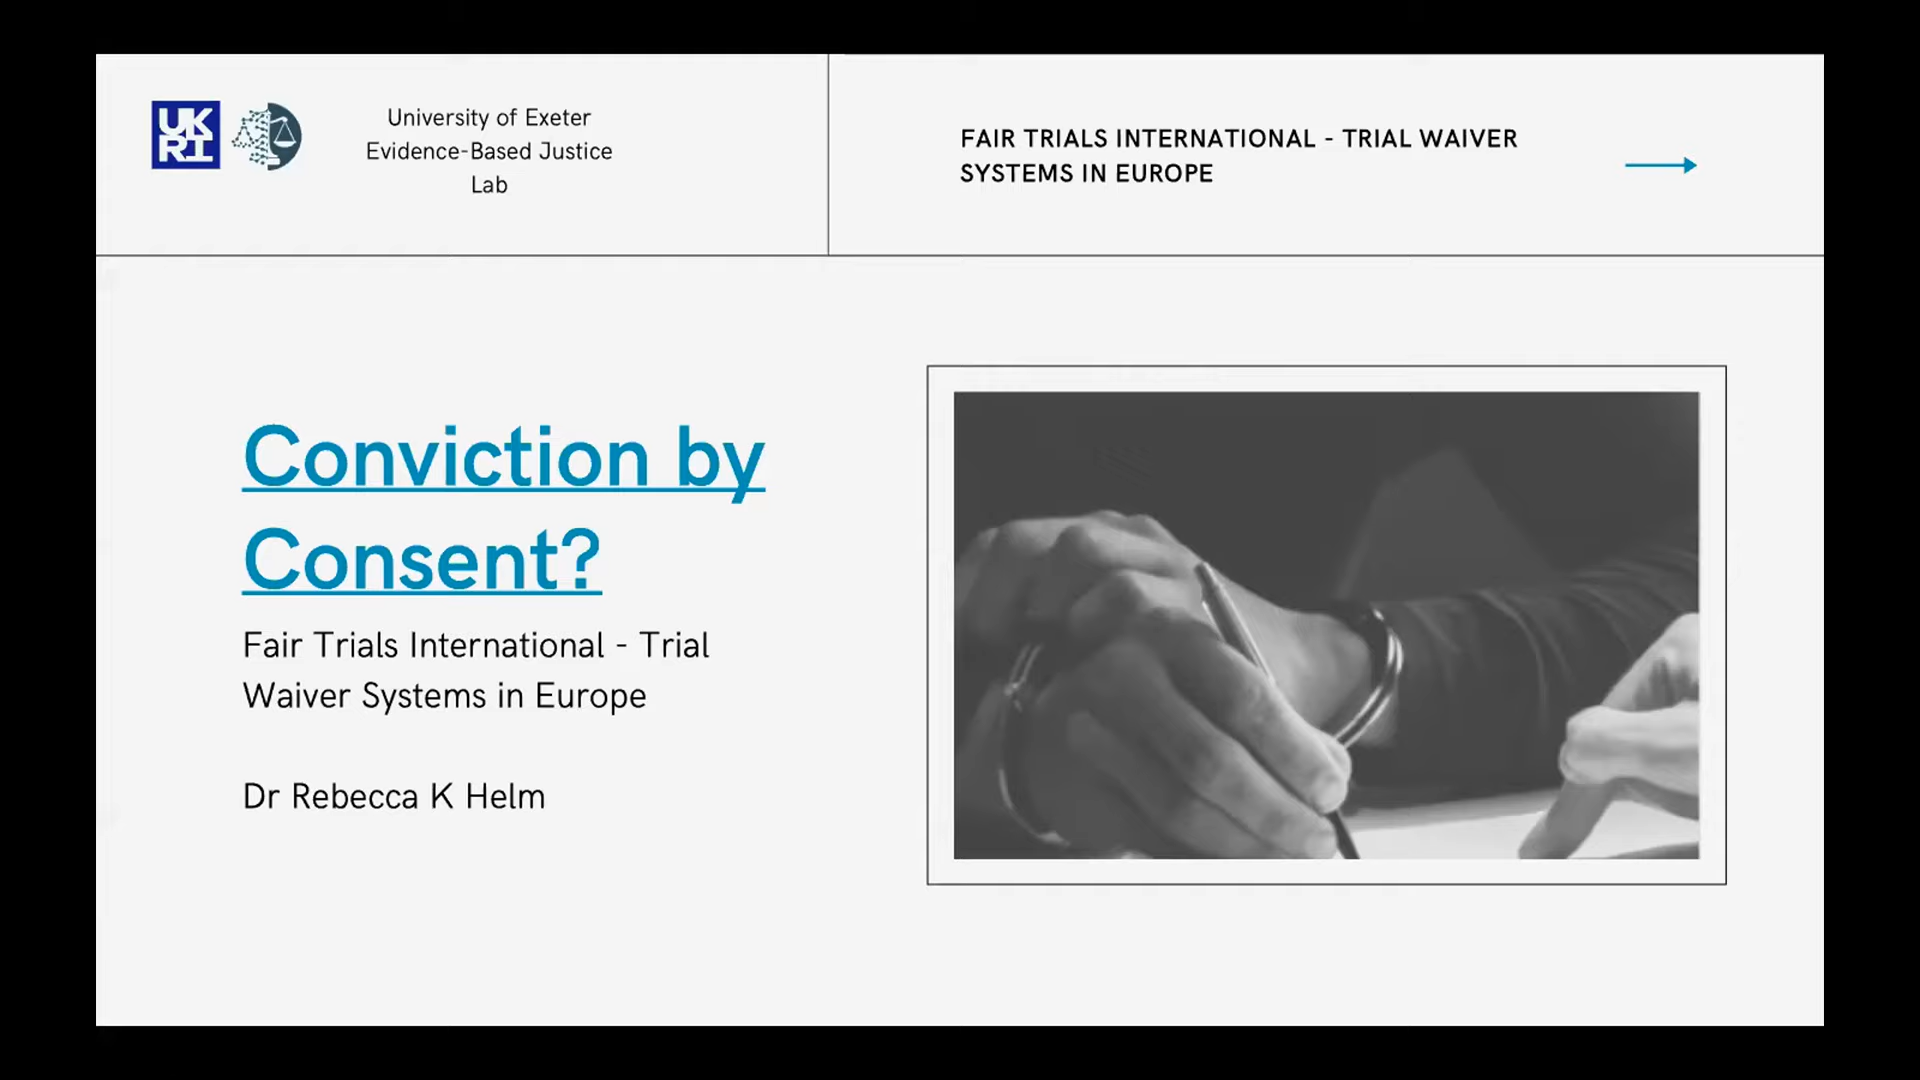 UK
RI
University of Exeter
Evidence-Based Justice
Lab
FAIR TRIALS INTERNATIONAL - TRIAL WAIVER
SYSTEMS IN EUROPE
Conviction by
Consent?
Fair Trials International - Trial
Waiver Systems in Europe
Dr Rebecca K Helm